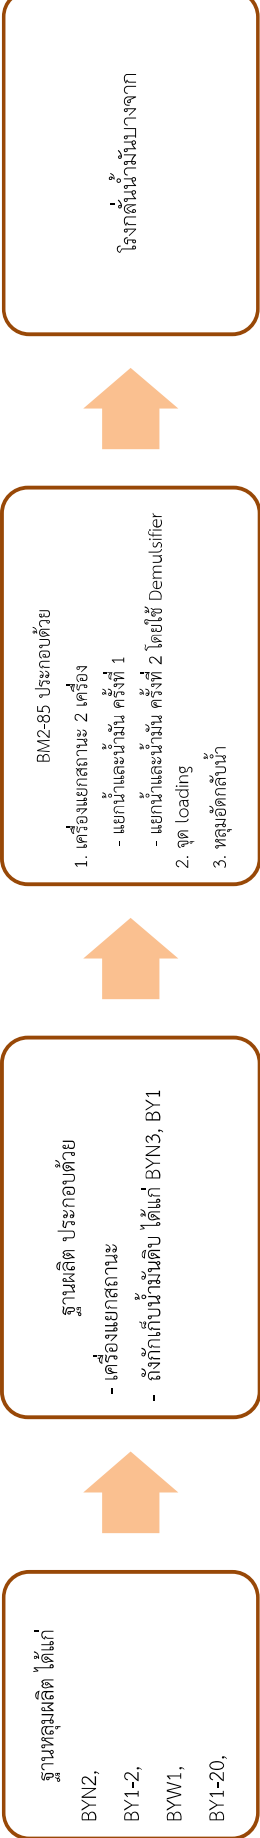 ฐานหลุมผลิต ได้แก่
BYN2,
BY1-2,
BYW1,
BY1-20,
ฐานผลิต ประกอบด้วย
- เครื่องแยกสถานะ
- ถังกักเก็บน้ำมันดิบ ได้แก่ BYN3, BY1
BM2-85 ประกอบด้วย
1. เครื่องแยกสถานะ 2 เครื่อง
- แยกน้ำและน้ำมัน ครั้งที่ 1
- แยกน้ำและน้ำมัน ครั้งที่ 2 โดยใช้ Demulsifier
2. จุด loading
3. หลุมอัดกลับน้ำ
โรงกลั่นน้ำมันบางจาก